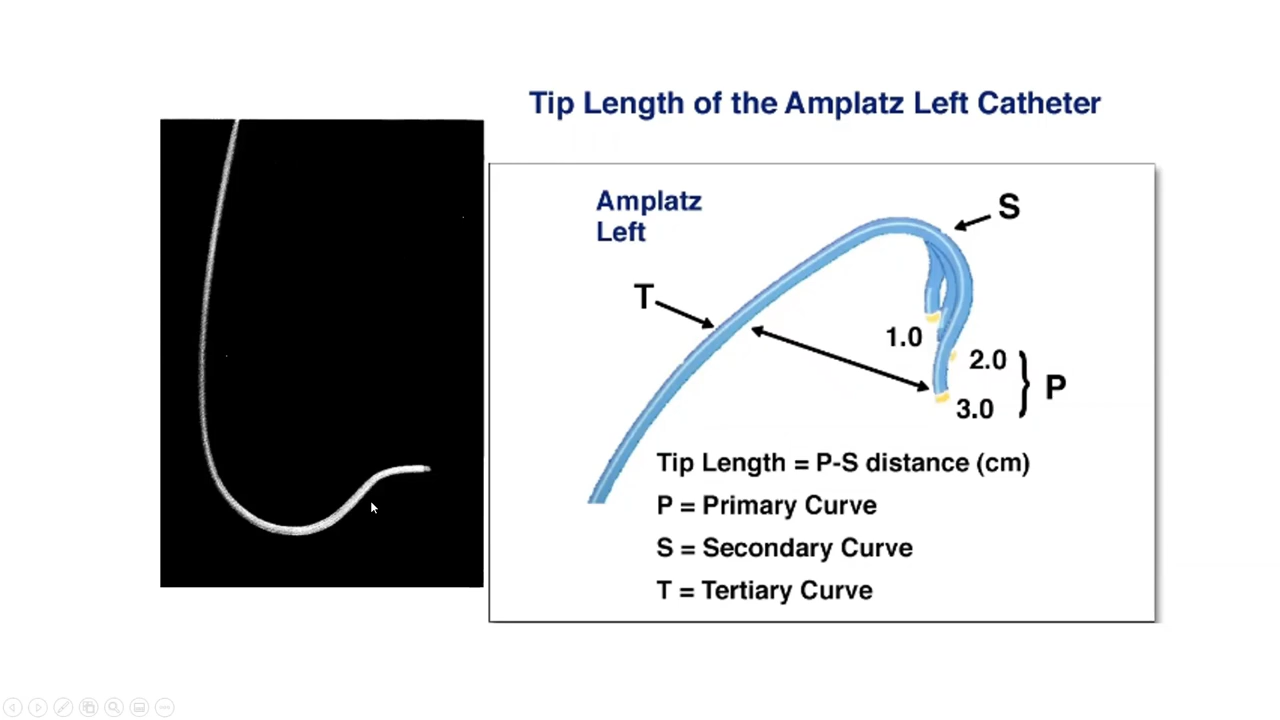 Tip Length of the Amplatz Left Catheter
Amplatz
Left
S
T
1.0
2.0
P
3.0
Tip Length = P-S distance (cm)
P = Primary Curve
S = Secondary Curve
T = Tertiary Curve